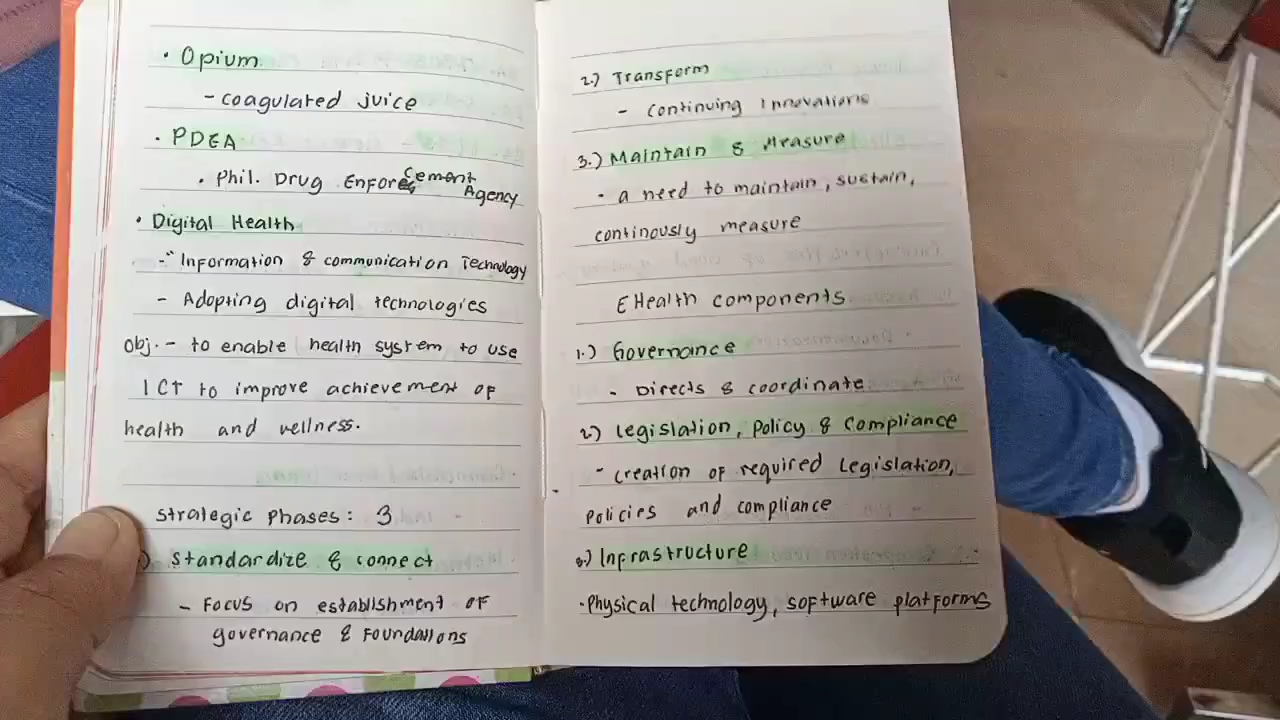 · Opium
- coagulated juice
· PDEA
· Phil. Drug Enforcement Agency
· Digital Health
-" Information & communication Technology
- Adopting digital technologies
Obj. - to enable health system to use
ICT to improve achievement of
health and wellness.
Strategic Phases: 3
) Standardize & connect
- Focus on establishment of
governance & Foundations
2.) Transform
- Continuing Innovations
3.) Maintain & Measure
- a need to maintain, sustain,
continously measure
EHealth components
1.) Governance
- Directs & coordinate
2.) Legislation, policy & Compliance
- creation of required legislation,
policies and compliance
3.) Infrastructure
· Physical technology, software platforms